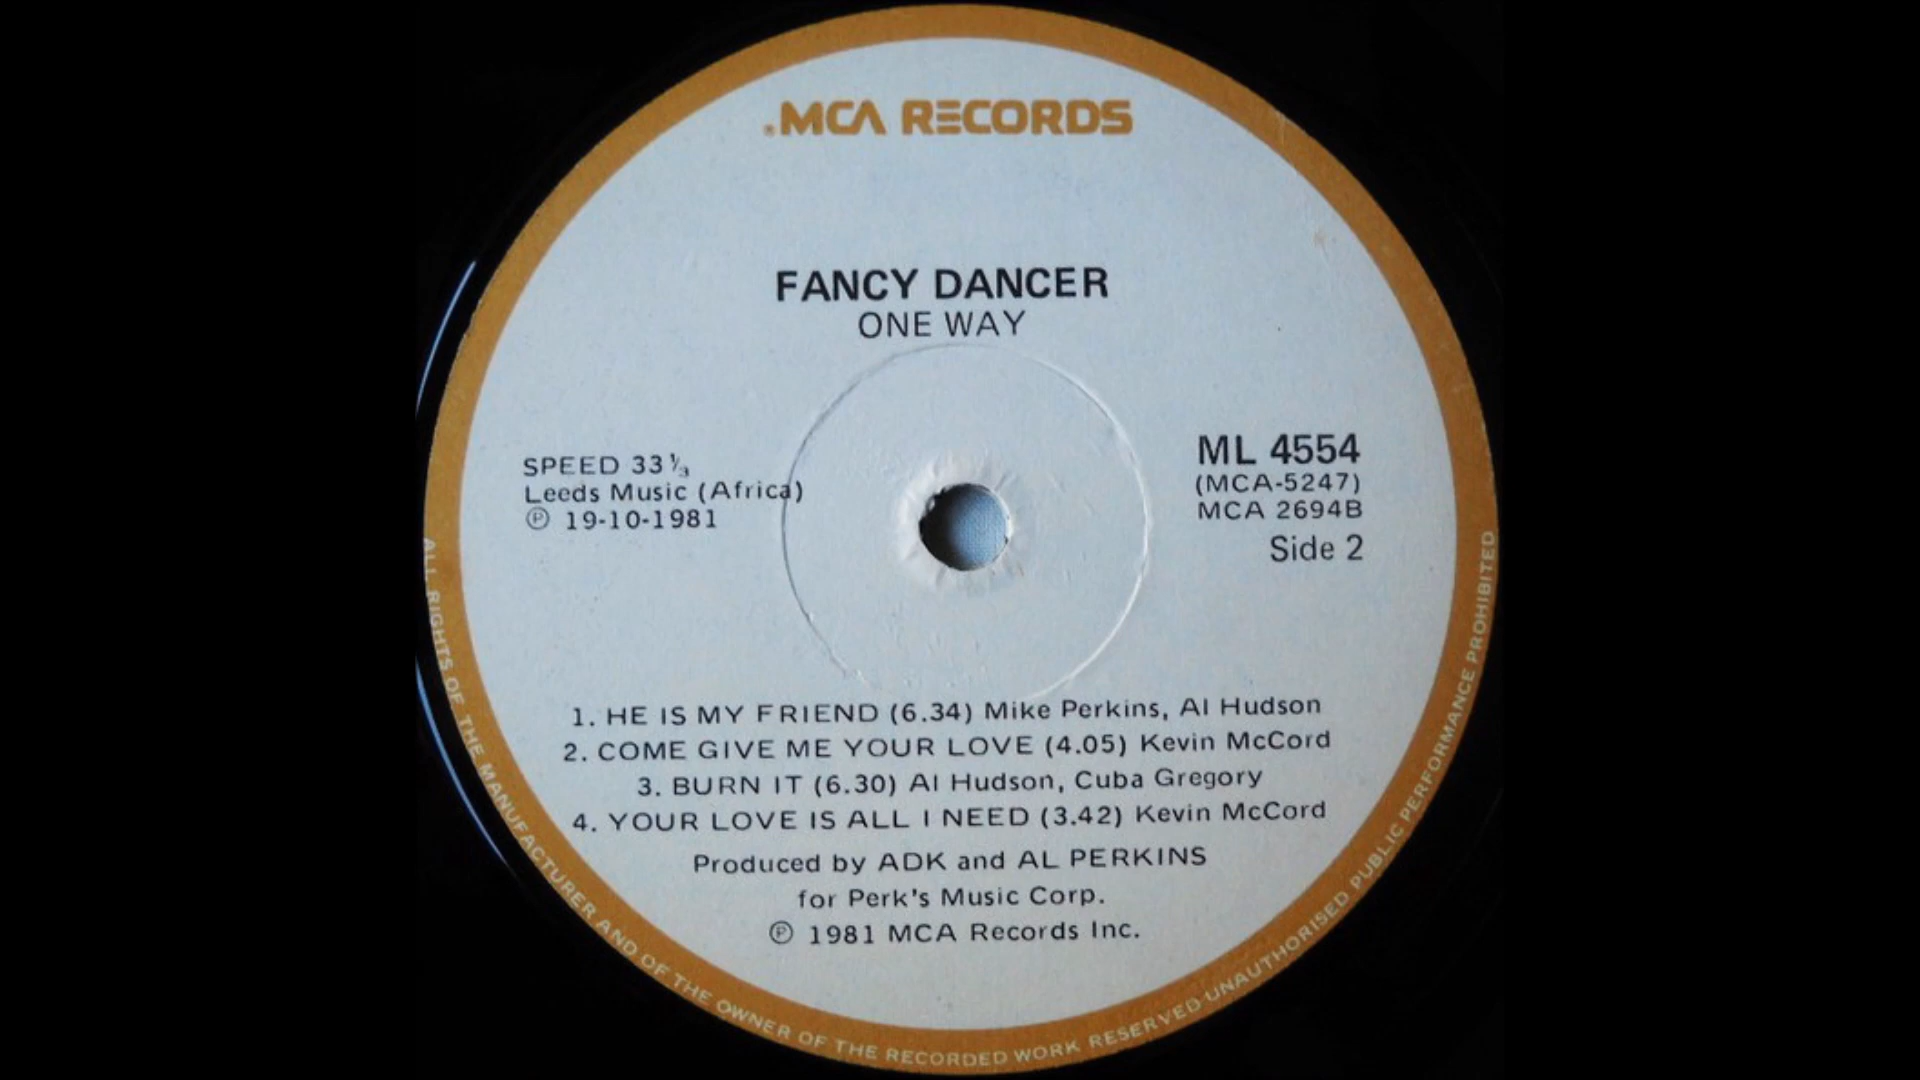 MCA RECORDS
FANCY DANCER
ONE WAY
SPEED 33⅓
Leeds Music (Africa)
℗ 19-10-1981
ML 4554
(MCA-5247)
MCA 2694B
Side 2
1. HE IS MY FRIEND (6.34) Mike Perkins, Al Hudson
2. COME GIVE ME YOUR LOVE (4.05) Kevin McCord
3. BURN IT (6.30) Al Hudson, Cuba Gregory
4. YOUR LOVE IS ALL I NEED (3.42) Kevin McCord
Produced by ADK and AL PERKINS
for Perk's Music Corp.
℗ 1981 MCA Records Inc.
ALL RIGHTS OF THE MANUFACTURER AND OF THE OWNER OF THE RECORDED WORK RESERVED-UNAUTHORISED PUBLIC PERFORMANCE PROHIBITED